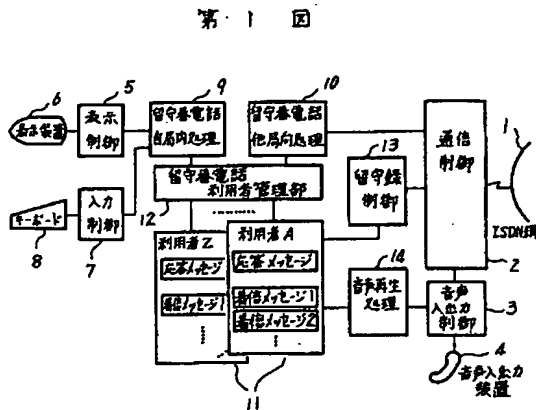 第1図
6
表示装置
5
表示
制御
9
留守番電話
自局内処理
10
留守番電話
他局向処理
通信
制御
1
ISDN網
2
13
留守録
制御
留守番電話
利用者管理部
12
キーボード
8
入力
制御
7
利用者Z
応答メッセージ
着信メッセージ1
利用者A
応答メッセージ
着信メッセージ1
着信メッセージ2
11
14
音声再生
処理
音声
入出力
制御
3
4
音声入出力
装置